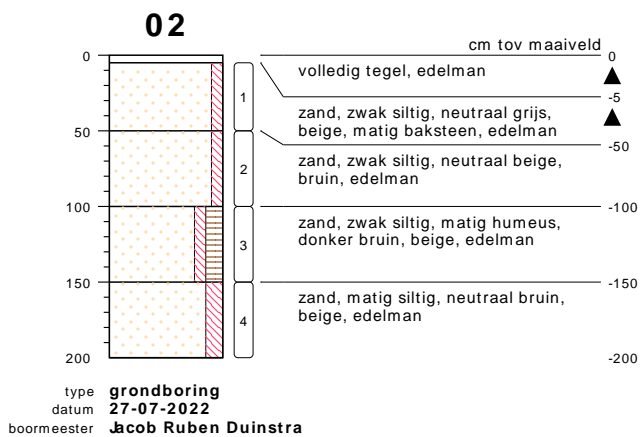 02
cm tov maaiveld
0
0
volledig tegel, edelman
-5
1
zand, zwak siltig, neutraal grijs,
beige, matig baksteen, edelman
50
-50
zand, zwak siltig, neutraal beige,
bruin, edelman
2
100
-100
zand, zwak siltig, matig humeus,
donker bruin, beige, edelman
3
150
-150
zand, matig siltig, neutraal bruin,
beige, edelman
4
200
-200
type grondboring
datum 27-07-2022
boormeester Jacob Ruben Duinstra